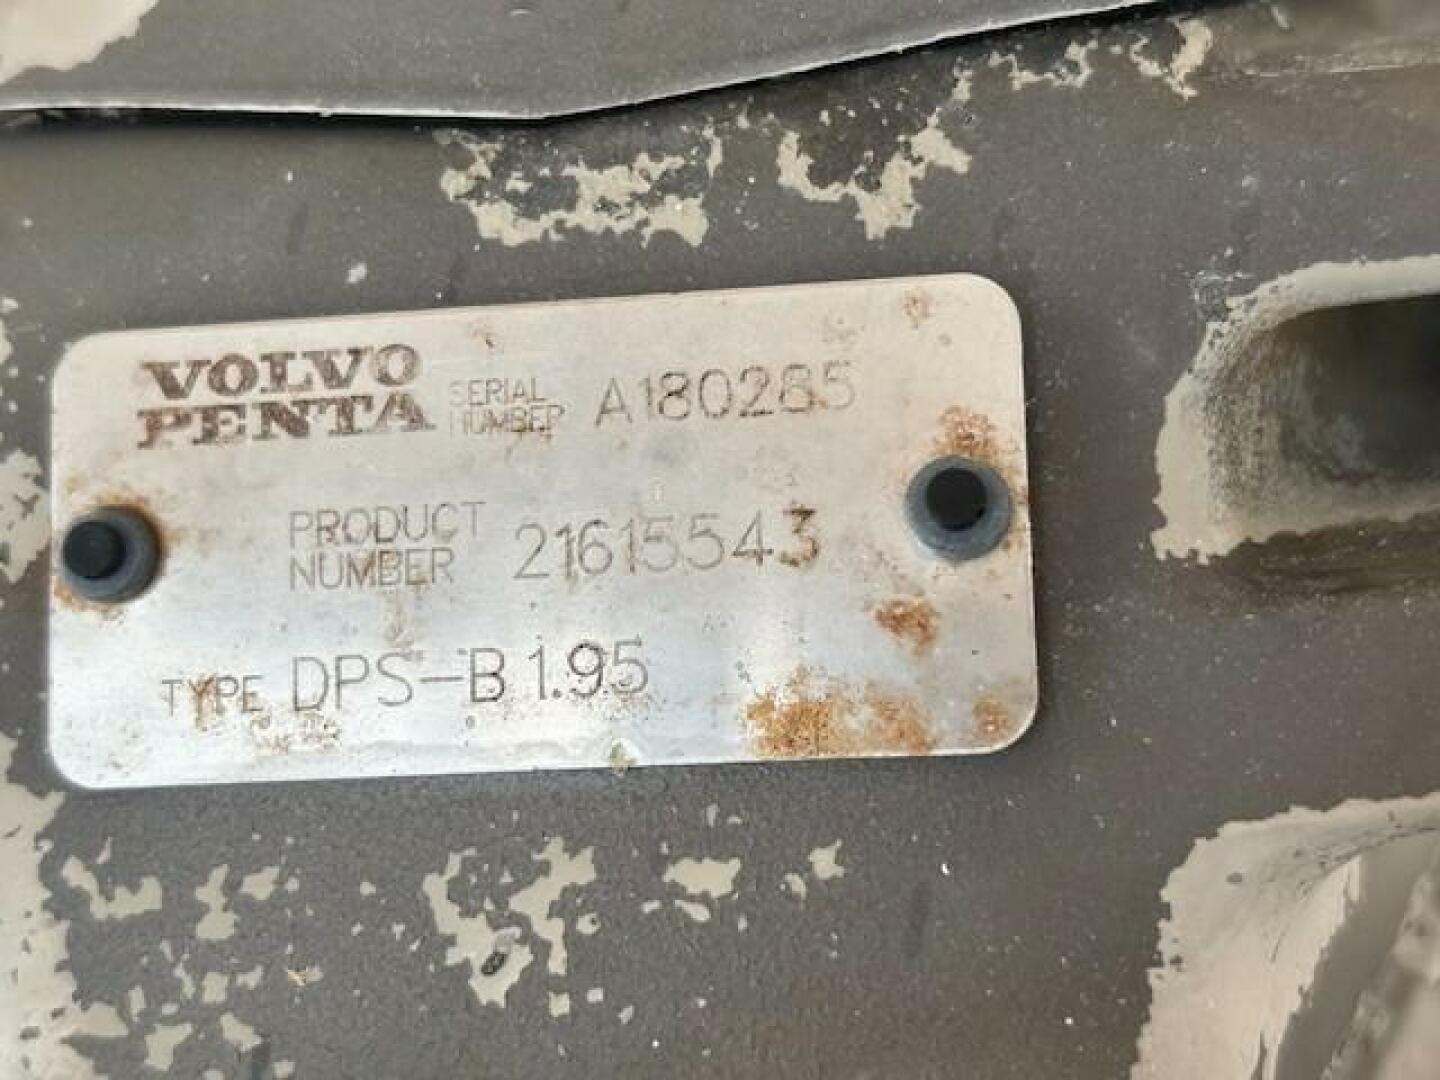 VOLVO PENTA SERIAL NUMBER A180285
PRODUCT NUMBER 21615543
TYPE DPS-B 1.95